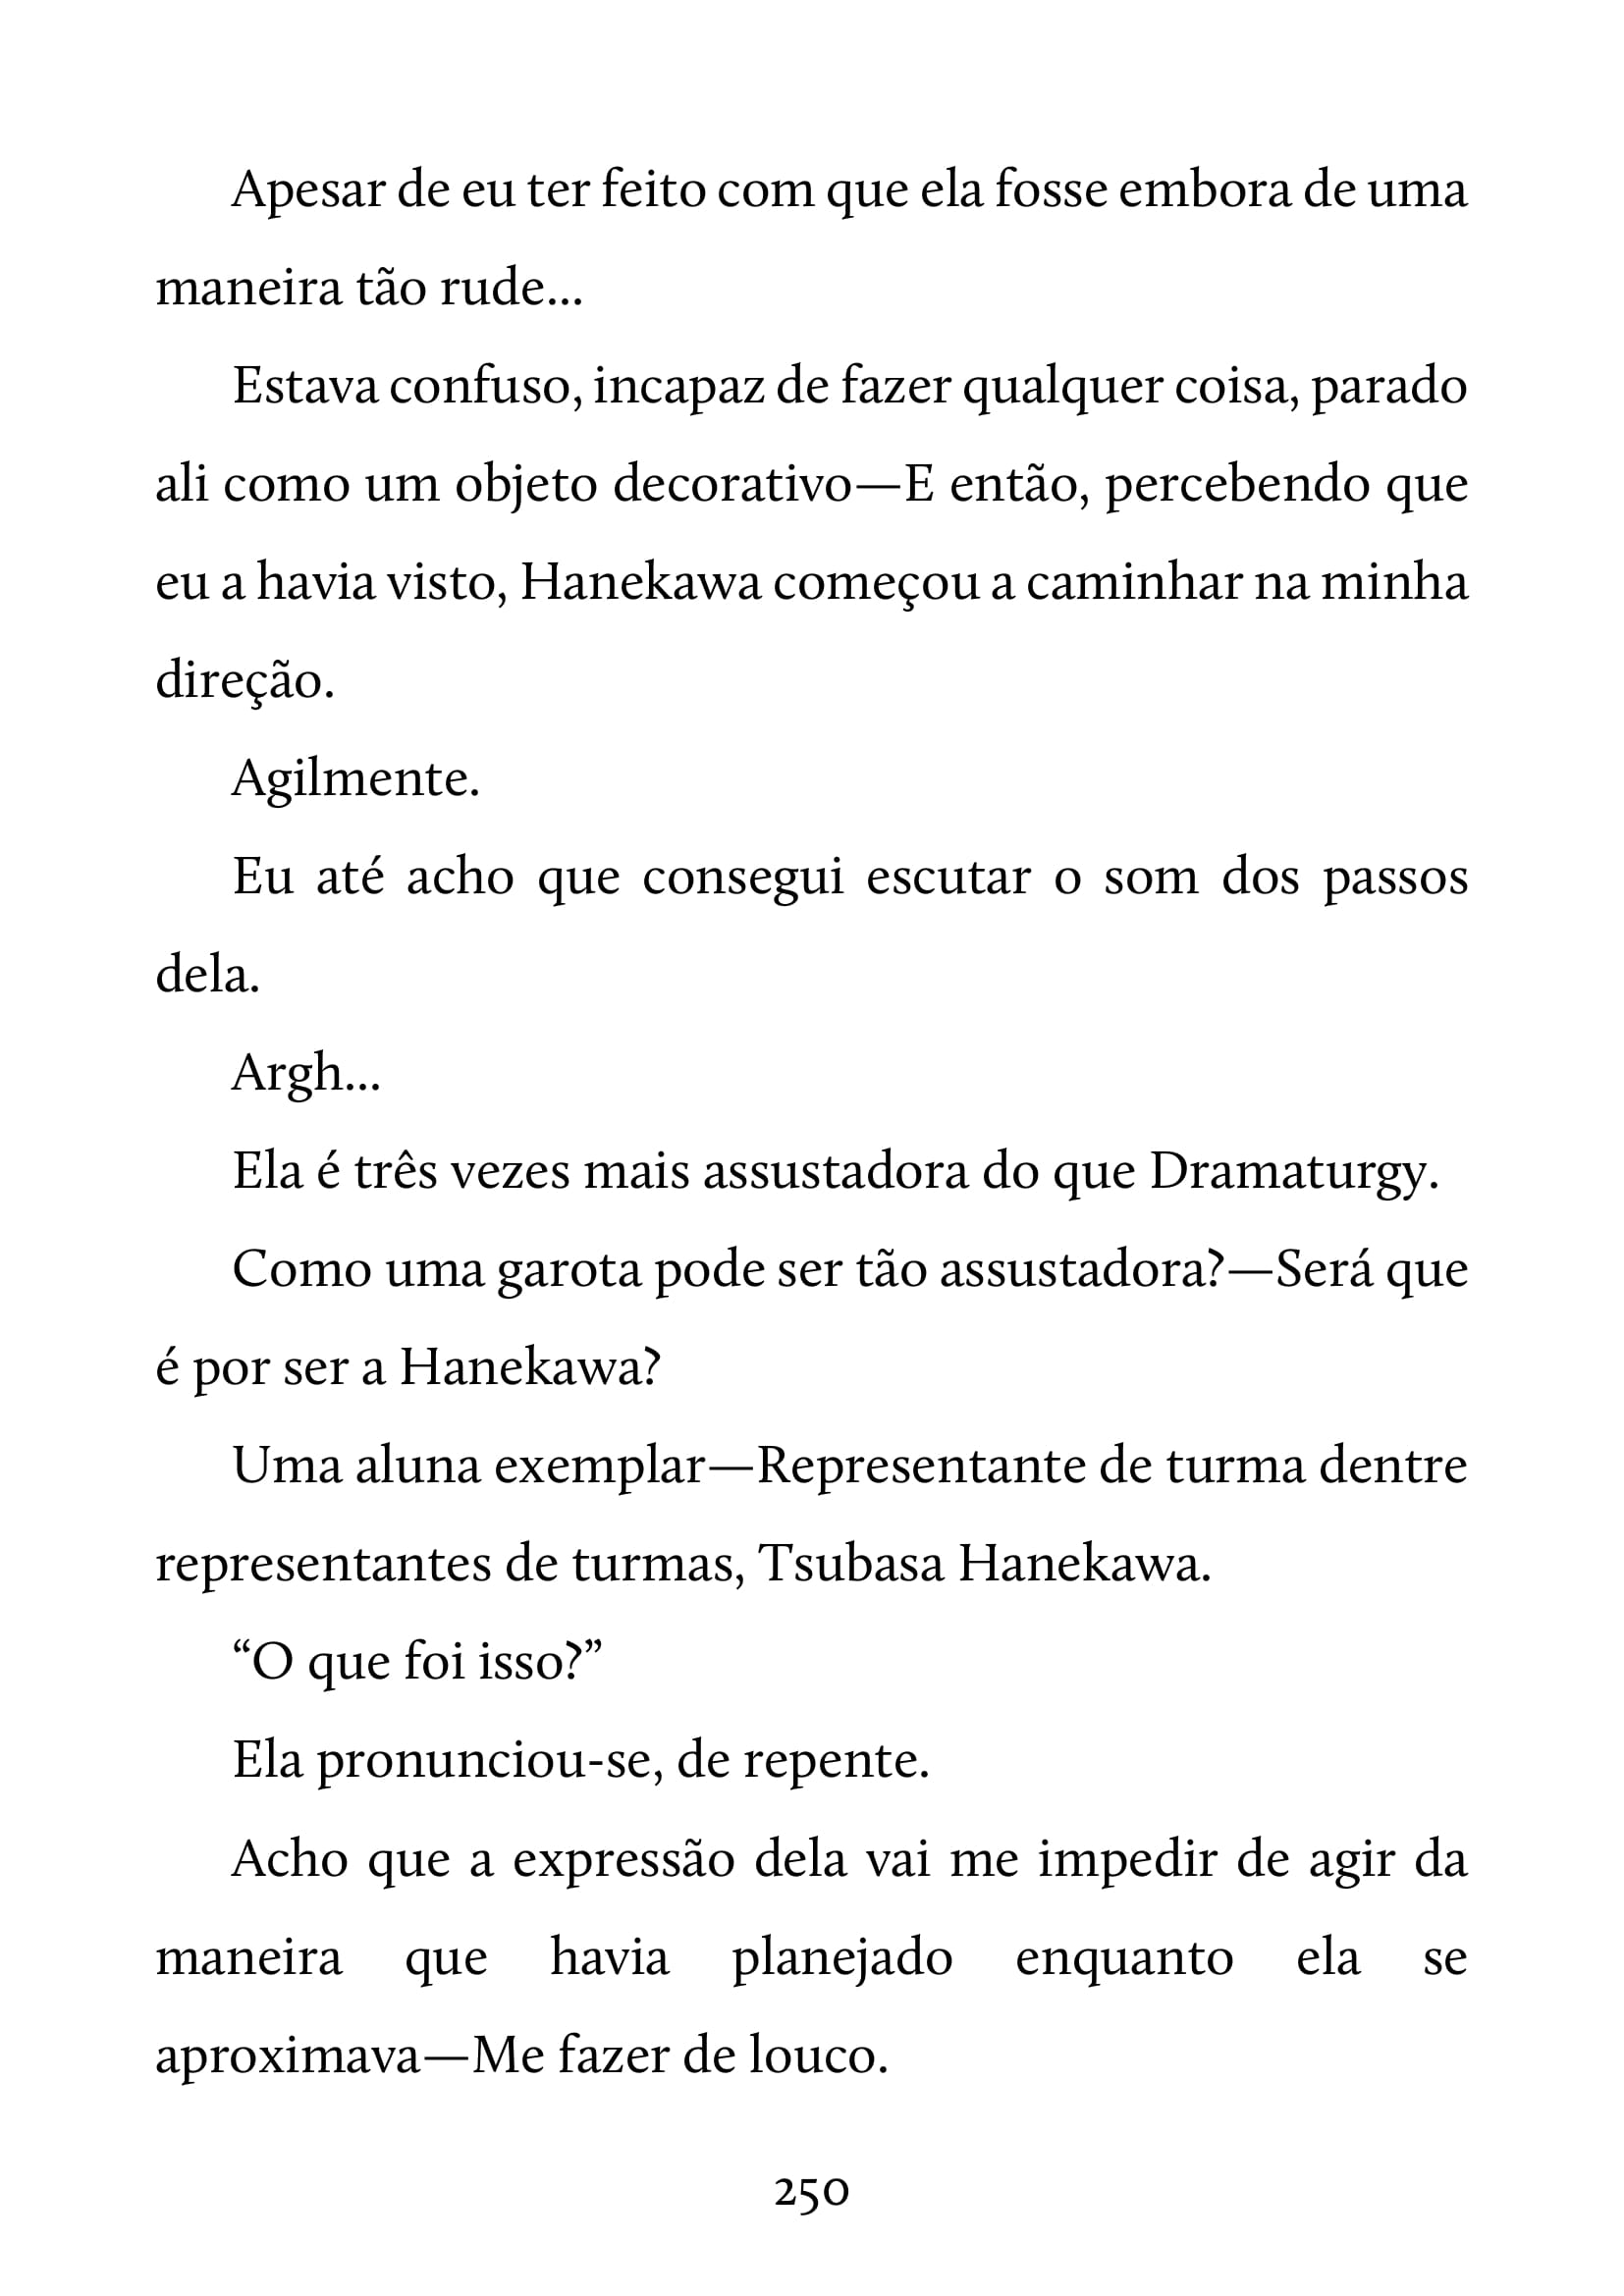 Apesar de eu ter feito com que ela fosse embora de uma
maneira tão rude...
Estava confuso, incapaz de fazer qualquer coisa, parado
ali como um objeto decorativo—E então, percebendo que
eu a havia visto, Hanekawa começou a caminhar na minha
direção.
Agilmente.
Eu até acho que consegui escutar o som dos passos
dela.
Argh...
Ela é três vezes mais assustadora do que Dramaturgy.
Como uma garota pode ser tão assustadora?—Será que
é por ser a Hanekawa?
Uma aluna exemplar—Representante de turma dentre
representantes de turmas, Tsubasa Hanekawa.
“O que foi isso?”
Ela pronunciou-se, de repente.
Acho que a expressão dela vai me impedir de agir da
maneira que havia planejado enquanto ela se
aproximava—Me fazer de louco.
250